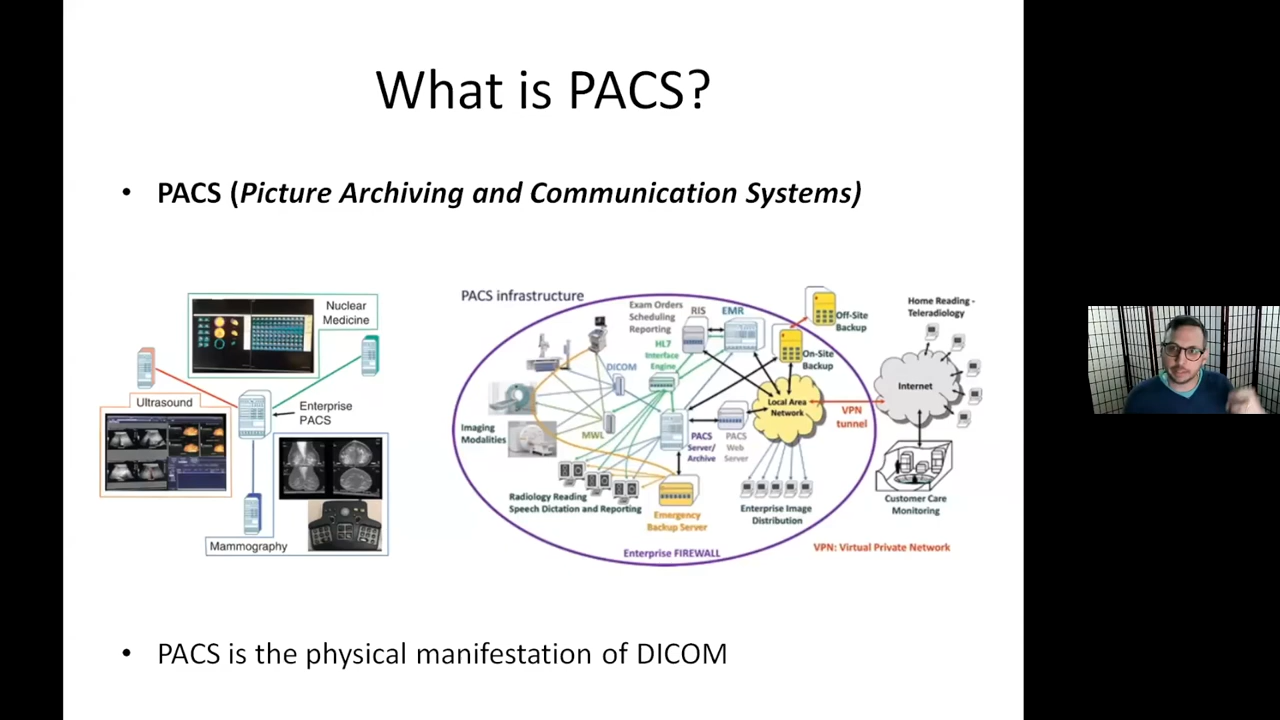 What is PACS?
• PACS (Picture Archiving and Communication Systems)
Nuclear
Medicine
Ultrasound
Enterprise
PACS
Mammography
PACS infrastructure
Exam Orders
Scheduling
Reporting
RIS
EMR
HL7
Interface
Engine
DICOM
Imaging
Modalities
MWL
PACS
Server/
Archive
PACS
Web
Server
Local Area
Network
On-Site
Backup
Off-Site
Backup
Home Reading -
Teleradiology
Internet
VPN
tunnel
Radiology Reading
Speech Dictation and Reporting
Emergency
Backup Server
Enterprise Image
Distribution
Customer Care
Monitoring
Enterprise FIREWALL
VPN: Virtual Private Network
• PACS is the physical manifestation of DICOM